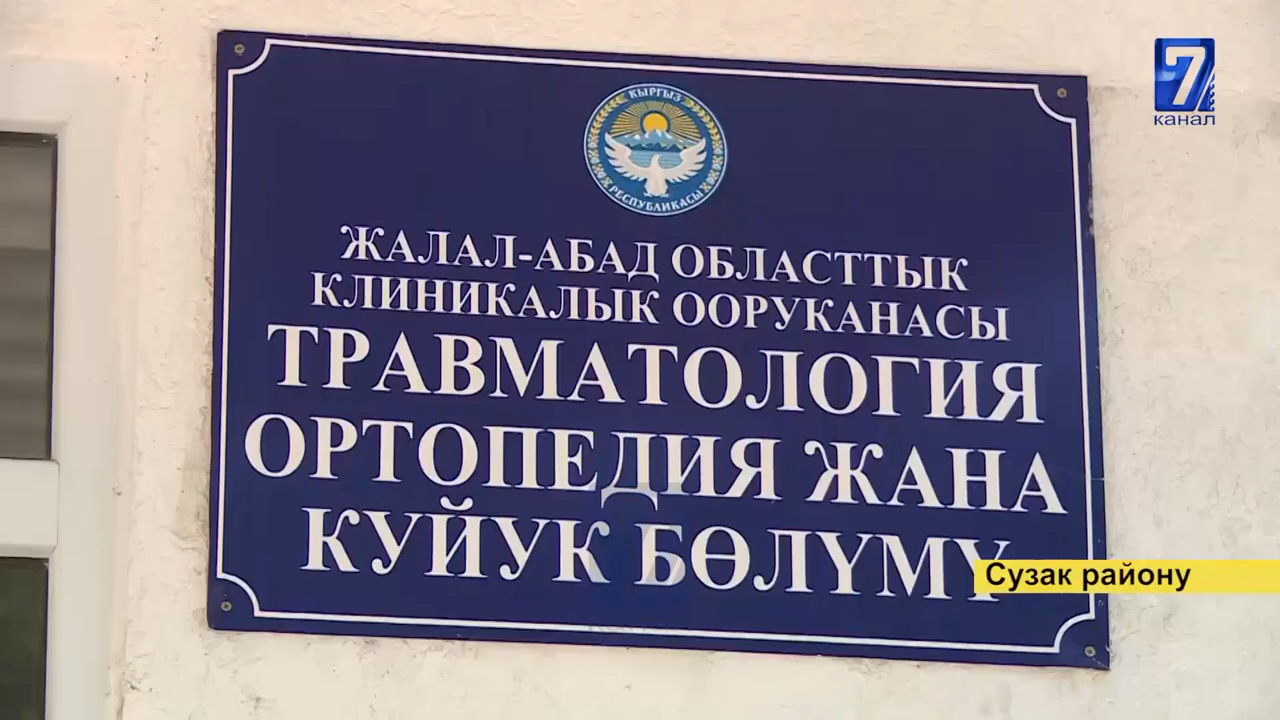 7
канал
КЫРГЫЗ
РЕСПУБЛИКАСЫ
ЖАЛАЛ-АБАД ОБЛАСТТЫК
КЛИНИКАЛЫК ООРУКАНАСЫ
ТРАВМАТОЛОГИЯ
ОРТОПЕДИЯ ЖАНА
КУЙУК БӨЛҮМҮ
Сузак району